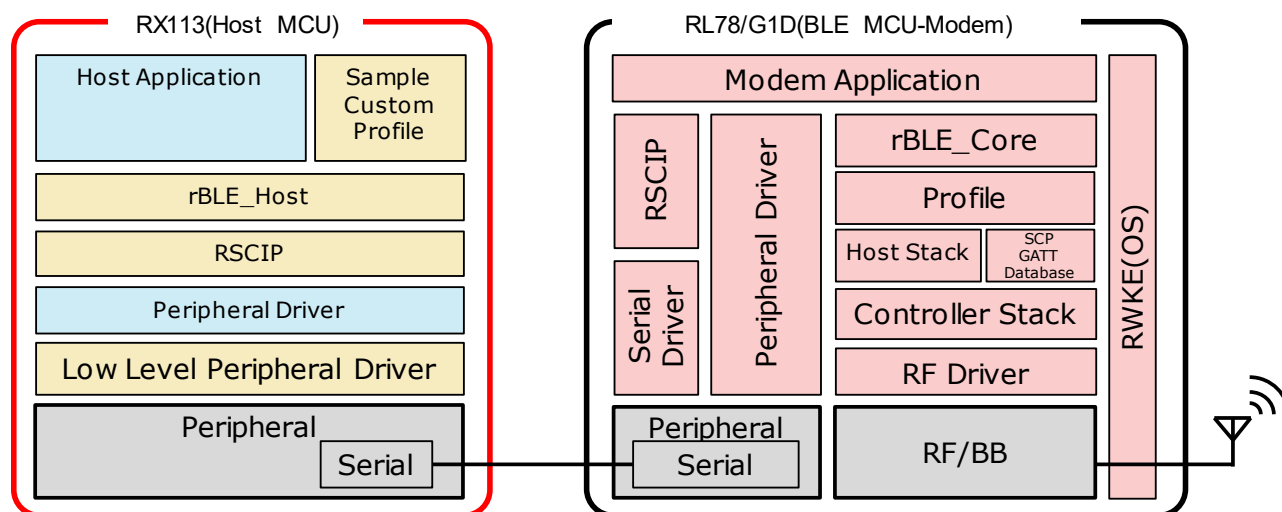 RX113(Host MCU)
Host Application
Sample
Custom
Profile
rBLE_Host
RSCIP
Peripheral Driver
Low Level Peripheral Driver
Peripheral
Serial
RL78/G1D(BLE MCU-Modem)
Modem Application
RSCIP
Serial
Driver
Peripheral Driver
rBLE_Core
Profile
Host Stack
SCP
GATT
Database
Controller Stack
RF Driver
RWKE(OS)
Peripheral
Serial
RF/BB